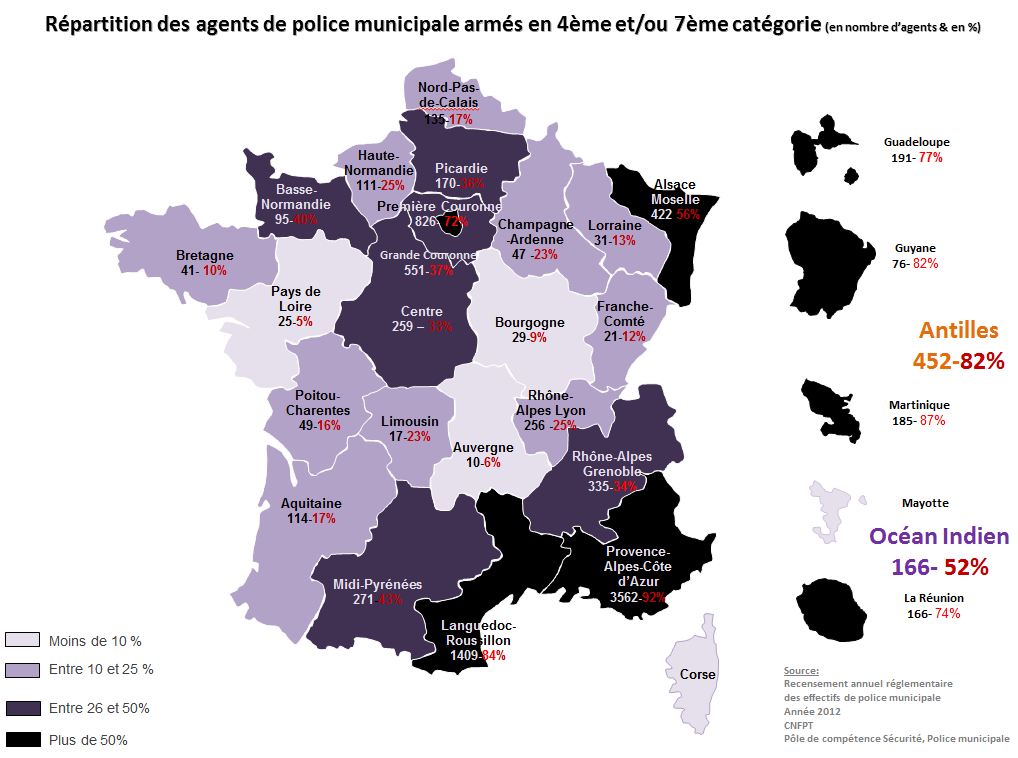 Répartition des agents de police municipale armés en 4ème et/ou 7ème catégorie (en nombre d'agents & en %)
Nord-Pas-
de-Calais
135-17%
Haute-
Normandie
111-25%
Picardie
170-36%
Basse-
Normandie
95-40%
Première Couronne
826- 72%
Alsace
Moselle
422 56%
Champagne
-Ardenne
47 -23%
Lorraine
31-13%
Bretagne
41- 10%
Grande Couronne
551-37%
Pays de
Loire
25-5%
Centre
259 – 33%
Bourgogne
29-9%
Franche-
Comté
21-12%
Poitou-
Charentes
49-16%
Limousin
17-23%
Rhône-
Alpes Lyon
256 -25%
Auvergne
10-6%
Rhône-Alpes
Grenoble
335-34%
Aquitaine
114-17%
Midi-Pyrénées
271-43%
Provence-
Alpes-Côte
d'Azur
3562-92%
Languedoc-
Roussillon
1409-84%
Corse
Guadeloupe
191- 77%
Guyane
76- 82%
Antilles
452-82%
Martinique
185- 87%
Mayotte
Océan Indien
166- 52%
La Réunion
166- 74%
Moins de 10 %
Entre 10 et 25 %
Entre 26 et 50%
Plus de 50%
Source:
Recensement annuel réglementaire
des effectifs de police municipale
Année 2012
CNFPT
Pôle de compétence Sécurité, Police municipale